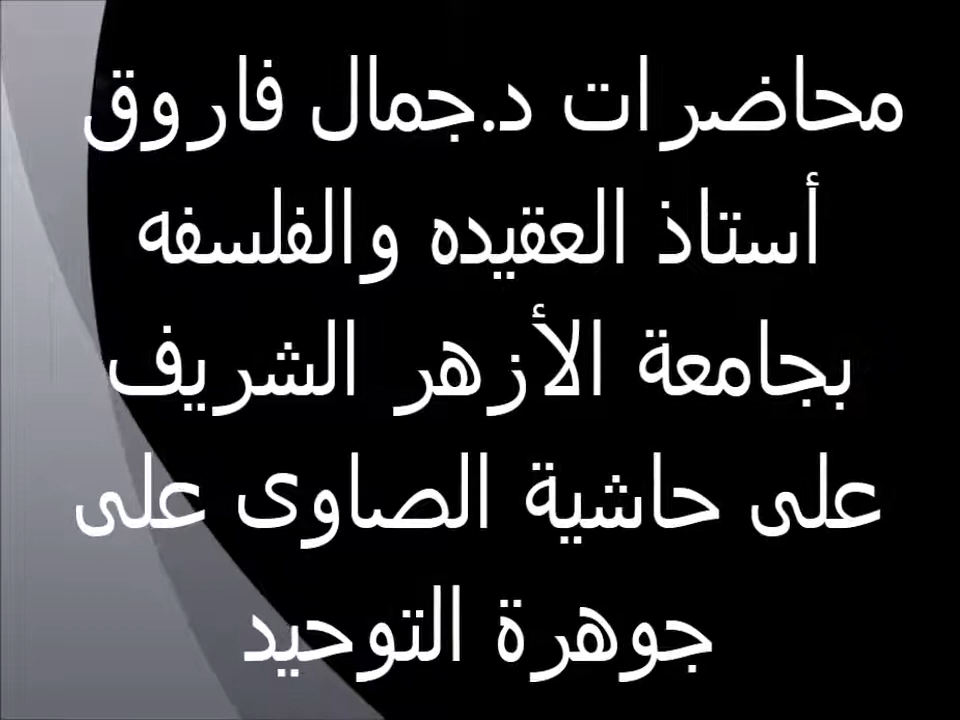 محاضرات د.جمال فاروق
أستاذ العقيده والفلسفه
بجامعة الأزهر الشريف
على حاشية الصاوى على
جوهرة التوحيد